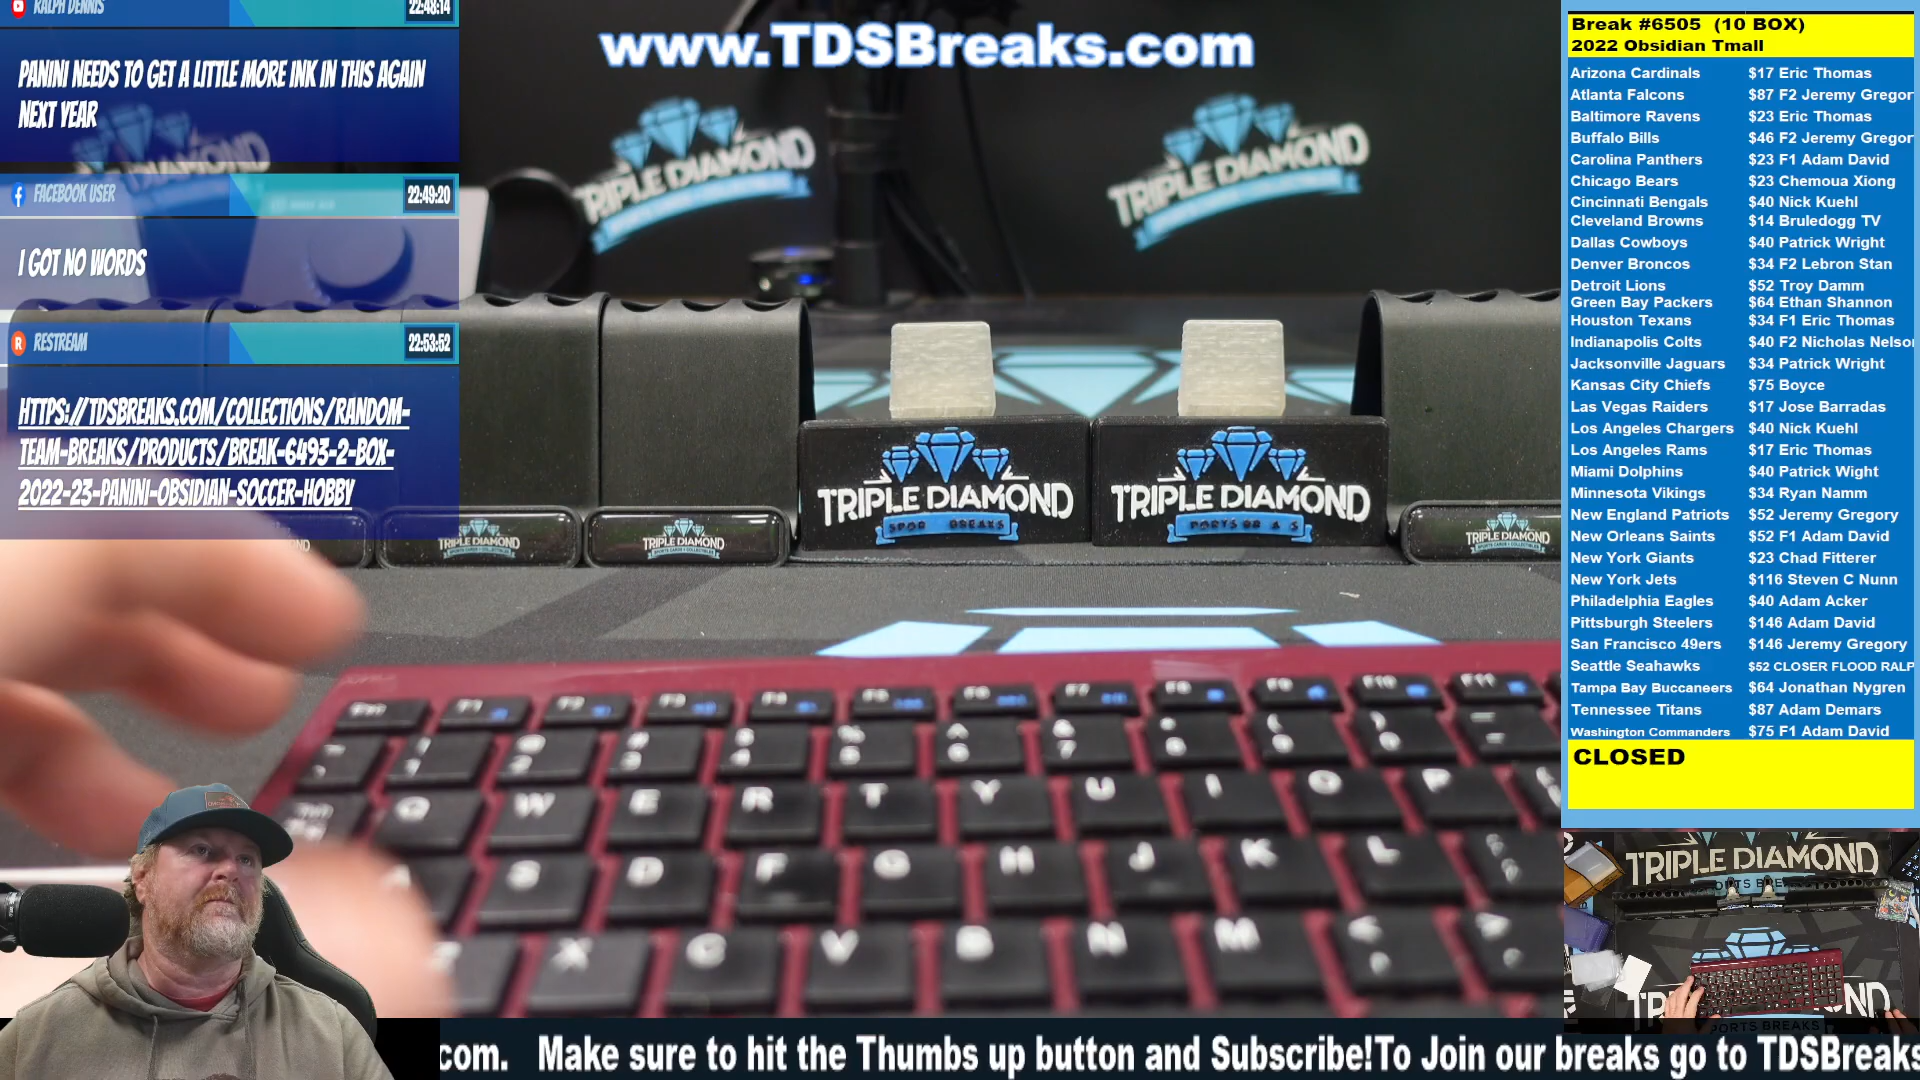 RALPH DENNIS
22:48:14
PANINI NEEDS TO GET A LITTLE MORE INK IN THIS AGAIN
NEXT YEAR
FACEBOOK USER
22:49:20
I GOT NO WORDS
RESTREAM
22:53:52
HTTPS://TDSBREAKS.COM/COLLECTIONS/RANDOM-
TEAM-BREAKS/PRODUCTS/BREAK-6493-2-BOX-
2022-23-PANINI-OBSIDIAN-SOCCER-HOBBY
www.TDSBreaks.com
TRIPLE DIAMOND
TRIPLE DIAMOND
TRIPLE DIAMOND
TRIPLE DIAMOND
TRIPLE DIAMOND
TRIPLE DIAMOND
TRIPLE DIAMOND
Break #6505 (10 BOX)
2022 Obsidian Tmall
Arizona Cardinals $17 Eric Thomas
Atlanta Falcons $87 F2 Jeremy Gregor
Baltimore Ravens $23 Eric Thomas
Buffalo Bills $46 F2 Jeremy Gregor
Carolina Panthers $23 F1 Adam David
Chicago Bears $23 Chemoua Xiong
Cincinnati Bengals $40 Nick Kuehl
Cleveland Browns $14 Bruledogg TV
Dallas Cowboys $40 Patrick Wright
Denver Broncos $34 F2 Lebron Stan
Detroit Lions $52 Troy Damm
Green Bay Packers $64 Ethan Shannon
Houston Texans $34 F1 Eric Thomas
Indianapolis Colts $40 F2 Nicholas Nelson
Jacksonville Jaguars $34 Patrick Wright
Kansas City Chiefs $75 Boyce
Las Vegas Raiders $17 Jose Barradas
Los Angeles Chargers $40 Nick Kuehl
Los Angeles Rams $17 Eric Thomas
Miami Dolphins $40 Patrick Wight
Minnesota Vikings $34 Ryan Namm
New England Patriots $52 Jeremy Gregory
New Orleans Saints $52 F1 Adam David
New York Giants $23 Chad Fitterer
New York Jets $116 Steven C Nunn
Philadelphia Eagles $40 Adam Acker
Pittsburgh Steelers $146 Adam David
San Francisco 49ers $146 Jeremy Gregory
Seattle Seahawks $52 CLOSER FLOOD RALP
Tampa Bay Buccaneers $64 Jonathan Nygren
Tennessee Titans $87 Adam Demars
Washington Commanders $75 F1 Adam David
CLOSED
TRIPLE DIAMOND
F1 F2 F3 F4 F5 F6 F7 F8 F9 F10 F11
Q W E R T Y U I O P
S D F G H J K L
X C V B N M
com. Make sure to hit the Thumbs up button and Subscribe!To Join our breaks go to TDSBreaks